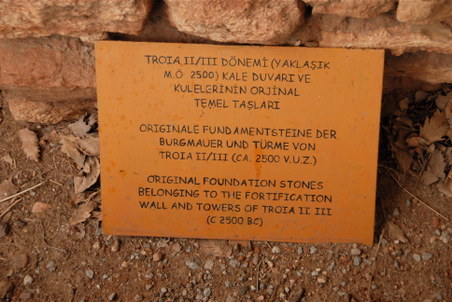 TROIA II/III DÖNEMİ (YAKLAŞIK
M.Ö 2500) KALE DUVARI VE
KULELERİNİN ORJİNAL
TEMEL TAŞLARI
ORIGINALE FUNDAMENTSTEINE DER
BURGMAUER UND TÜRME VON
TROIA II/III (CA. 2500 V.U.Z.)
ORIGINAL FOUNDATION STONES
BELONGING TO THE FORTIFICATION
WALL AND TOWERS OF TROIA II III
(C 2500 BC)